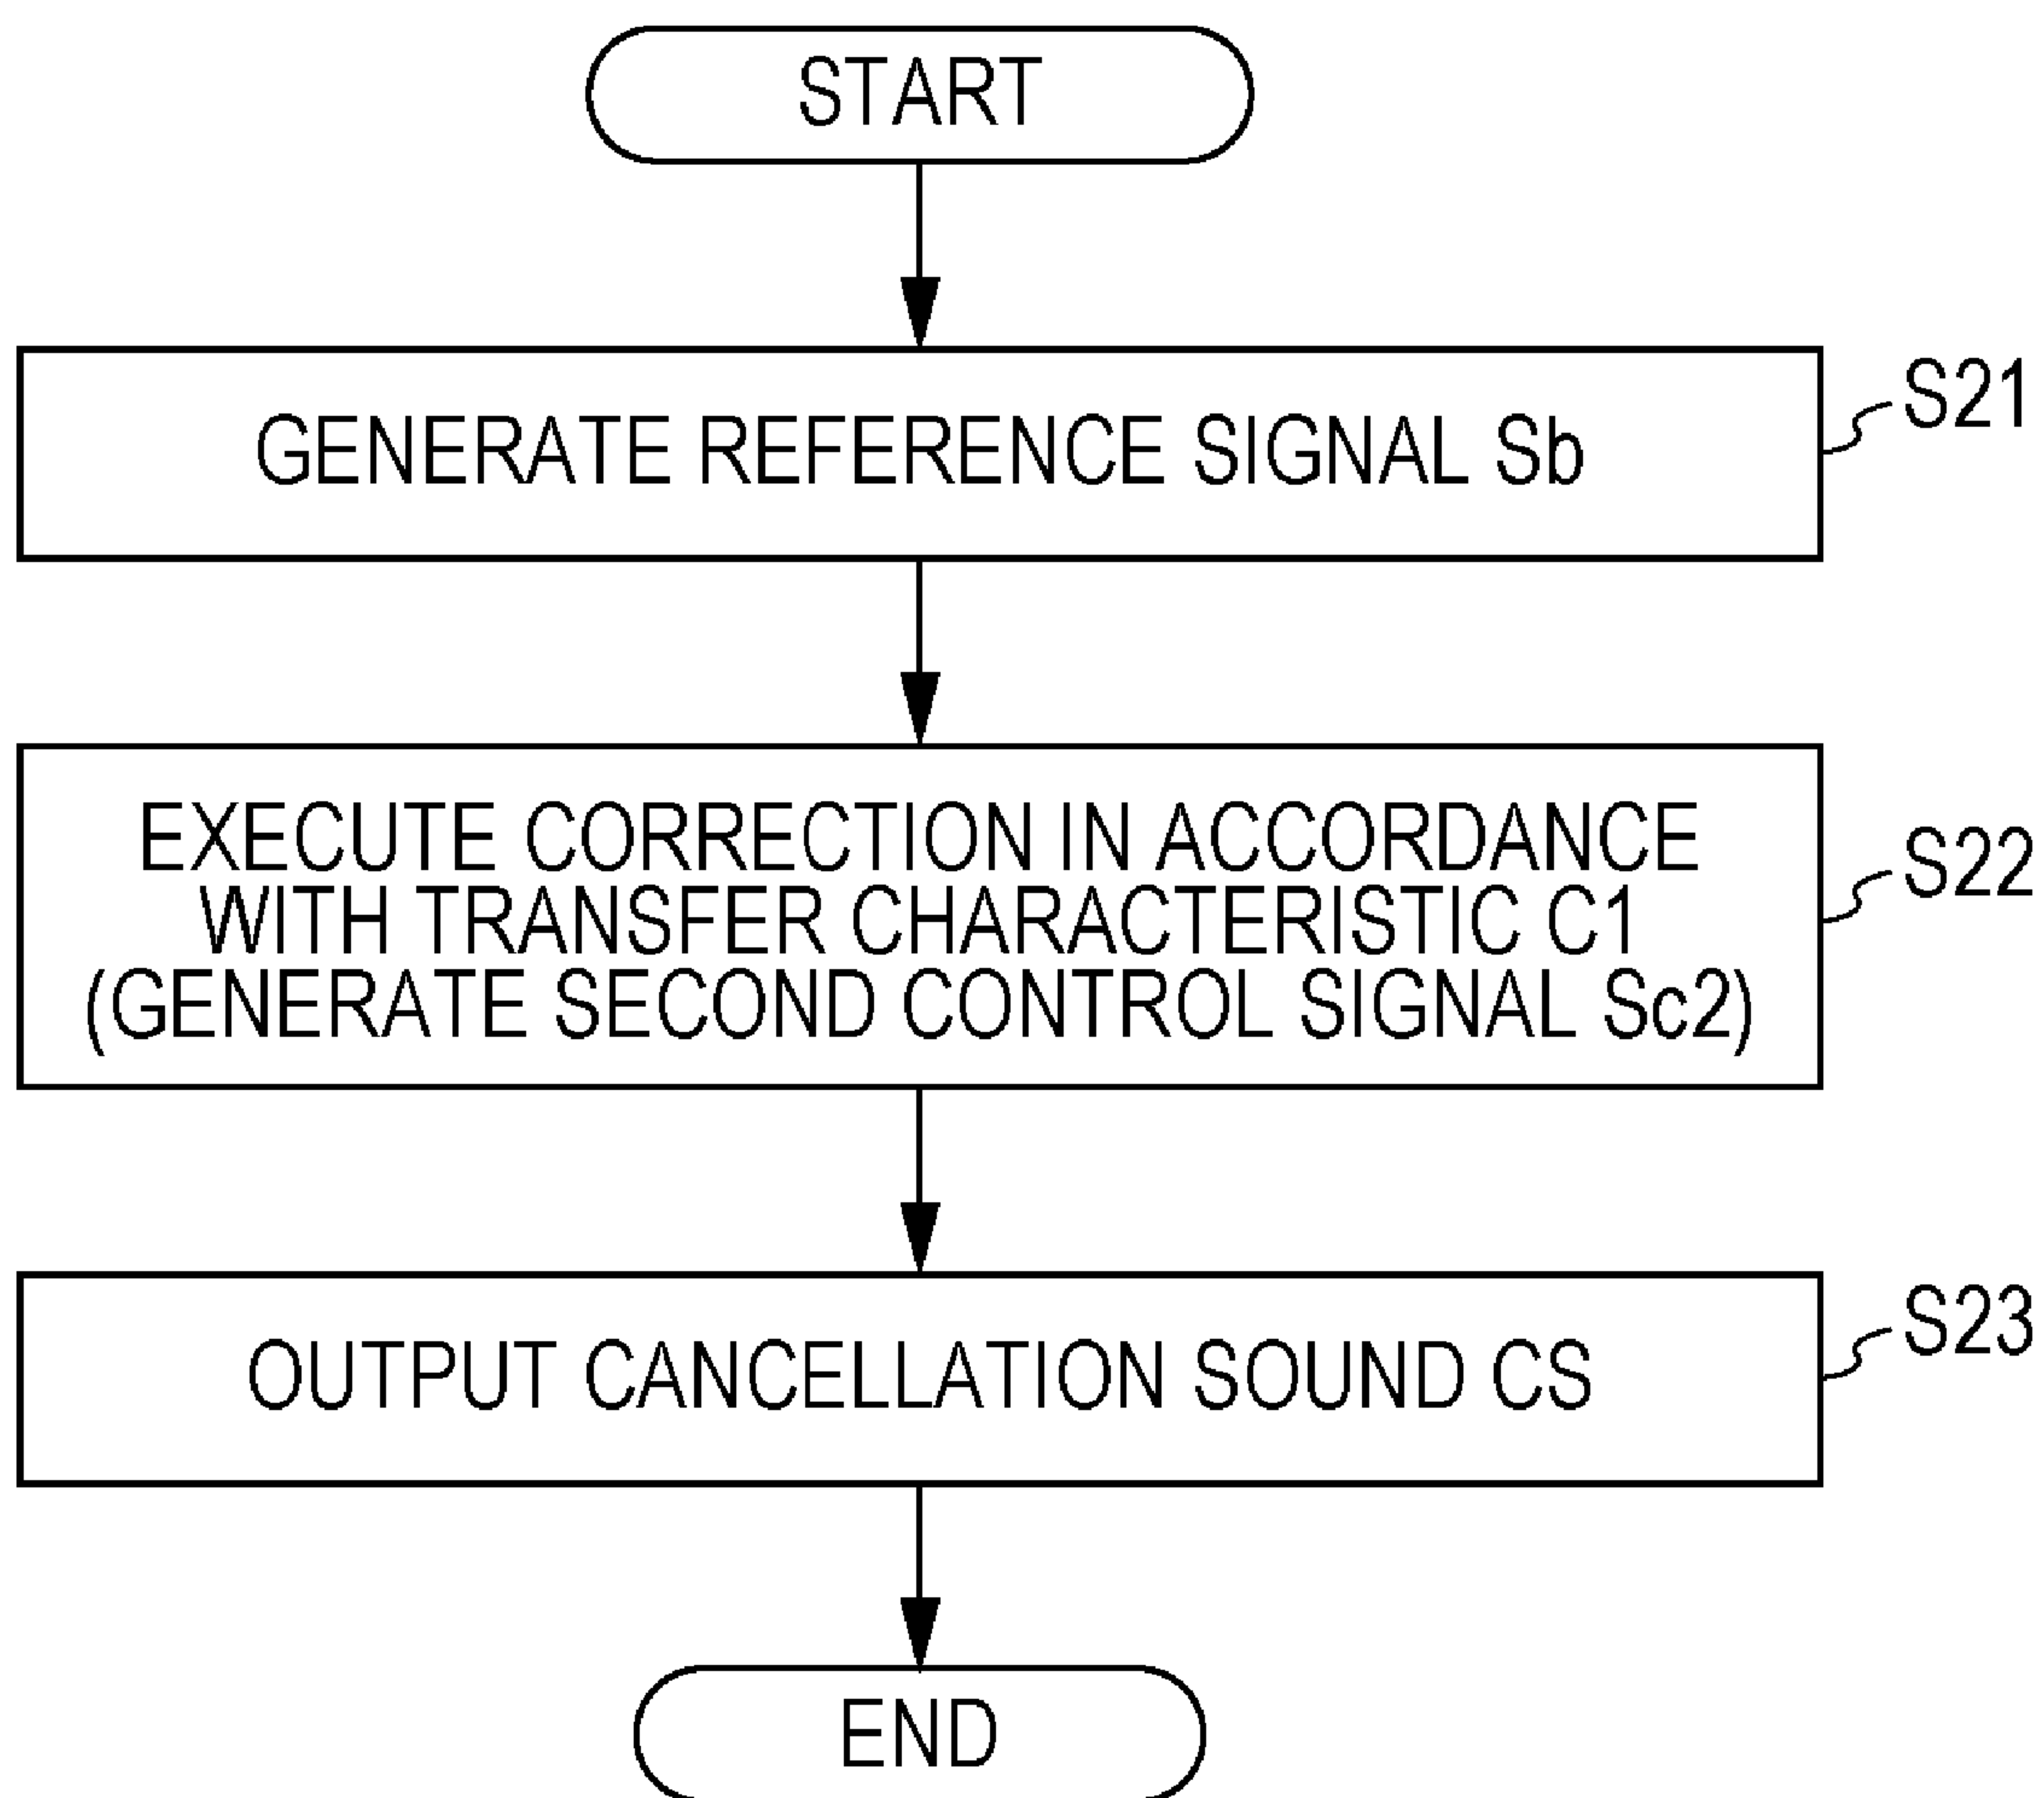 START
GENERATE REFERENCE SIGNAL Sb
S21
EXECUTE CORRECTION IN ACCORDANCE
WITH TRANSFER CHARACTERISTIC C1
(GENERATE SECOND CONTROL SIGNAL Sc2)
S22
OUTPUT CANCELLATION SOUND CS
S23
END